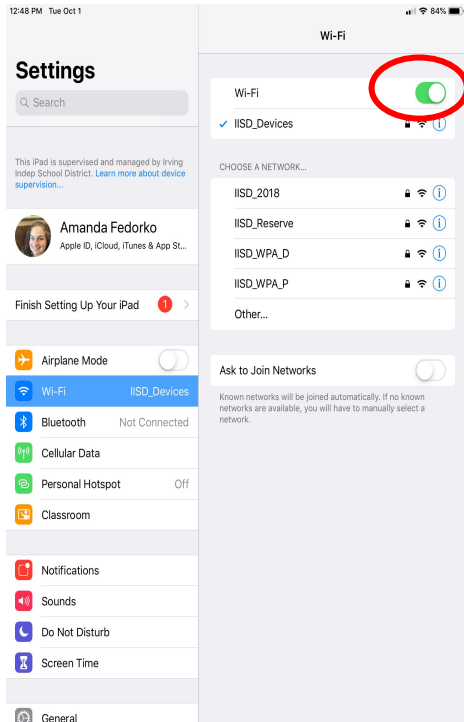 12:48 PM Tue Oct 1
84%
Settings
Search
This iPad is supervised and managed by Irving
Indep School District. Learn more about device
supervision...
Amanda Fedorko
Apple ID, iCloud, iTunes & App St...
Finish Setting Up Your iPad 1
Airplane Mode
Wi-Fi IISD_Devices
Bluetooth Not Connected
Cellular Data
Personal Hotspot Off
Classroom
Notifications
Sounds
Do Not Disturb
Screen Time
General
Wi-Fi
Wi-Fi
IISD_Devices
CHOOSE A NETWORK...
IISD_2018
IISD_Reserve
IISD_WPA_D
IISD_WPA_P
Other...
Ask to Join Networks
Known networks will be joined automatically. If no known
networks are available, you will have to manually select a
network.